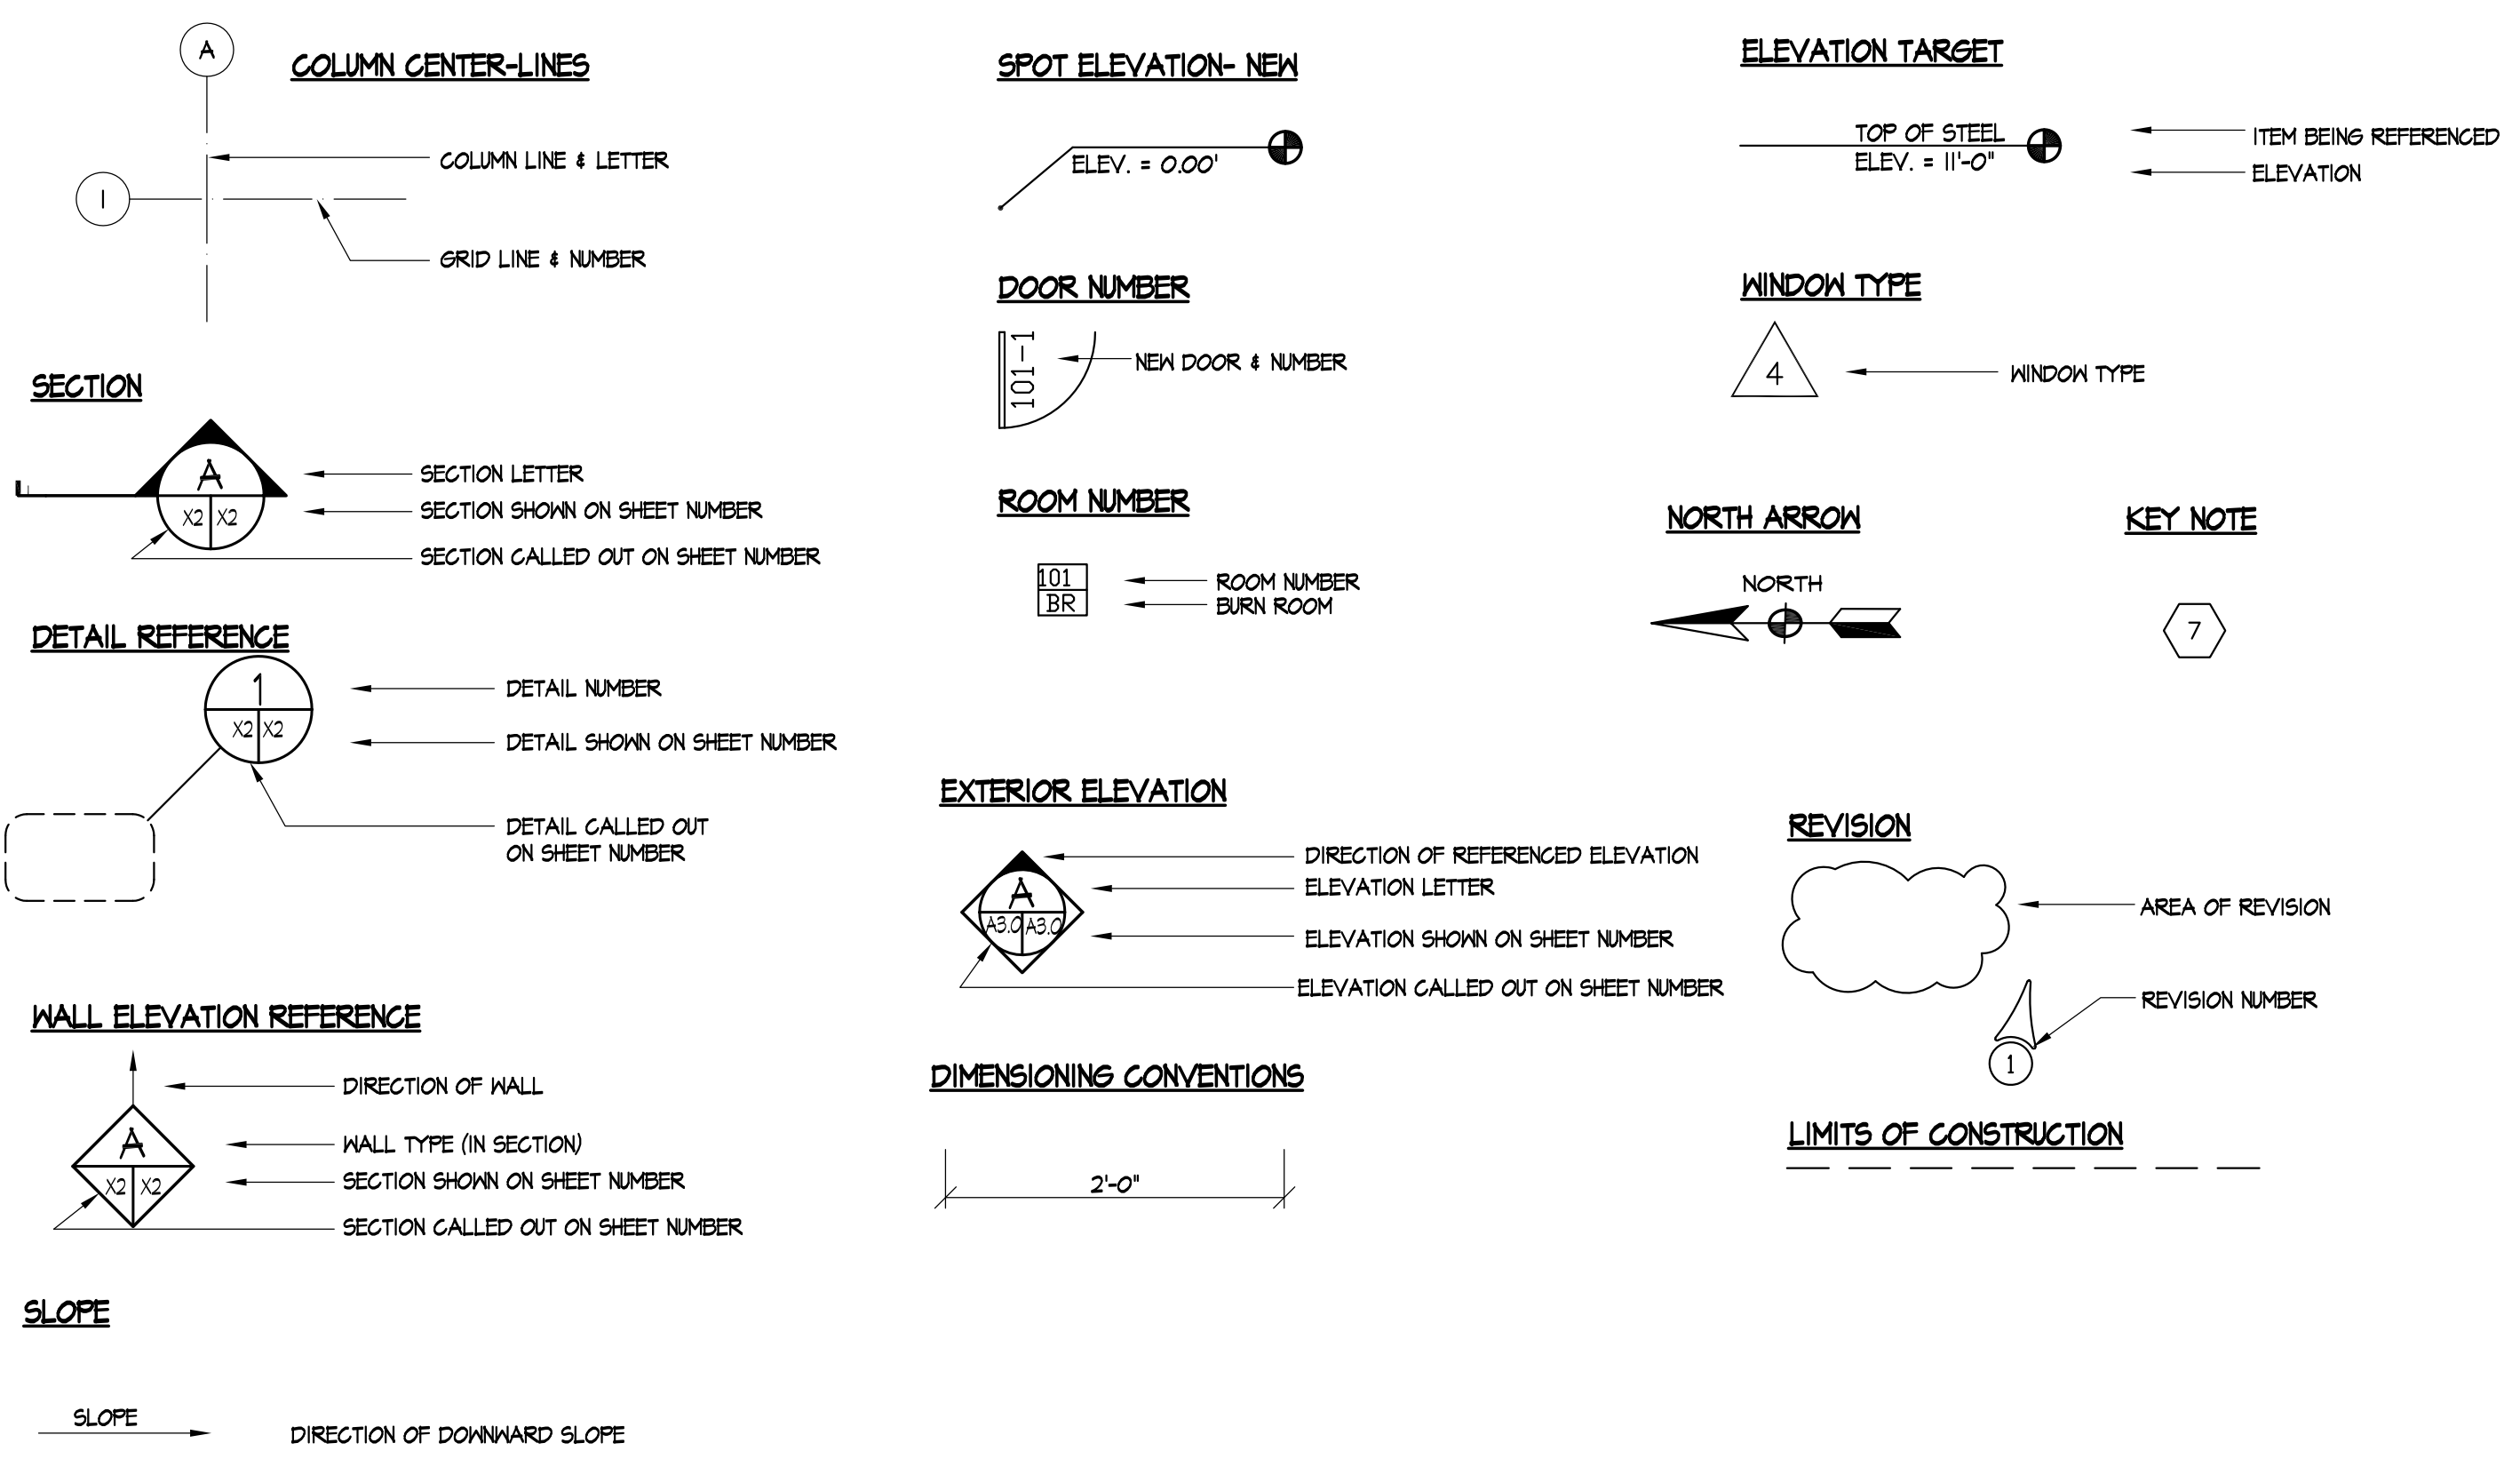 A
COLUMN CENTER-LINES
COLUMN LINE & LETTER
1
GRID LINE & NUMBER
SECTION
A
X2 X2
SECTION LETTER
SECTION SHOWN ON SHEET NUMBER
SECTION CALLED OUT ON SHEET NUMBER
DETAIL REFERENCE
1
X2 X2
DETAIL NUMBER
DETAIL SHOWN ON SHEET NUMBER
DETAIL CALLED OUT
ON SHEET NUMBER
WALL ELEVATION REFERENCE
A
X2 X2
DIRECTION OF WALL
WALL TYPE (IN SECTION)
SECTION SHOWN ON SHEET NUMBER
SECTION CALLED OUT ON SHEET NUMBER
SLOPE
SLOPE
DIRECTION OF DOWNWARD SLOPE
SPOT ELEVATION- NEW
ELEV. = 0.00'
DOOR NUMBER
101-1
NEW DOOR & NUMBER
ROOM NUMBER
101
BR
ROOM NUMBER
BURN ROOM
EXTERIOR ELEVATION
A
A3.0 A3.0
DIRECTION OF REFERENCED ELEVATION
ELEVATION LETTER
ELEVATION SHOWN ON SHEET NUMBER
ELEVATION CALLED OUT ON SHEET NUMBER
DIMENSIONING CONVENTIONS
2'-0"
ELEVATION TARGET
TOP OF STEEL
ELEV. = 11'-0"
ITEM BEING REFERENCED
ELEVATION
WINDOW TYPE
4
WINDOW TYPE
NORTH ARROW
NORTH
KEY NOTE
7
REVISION
AREA OF REVISION
REVISION NUMBER
1
LIMITS OF CONSTRUCTION